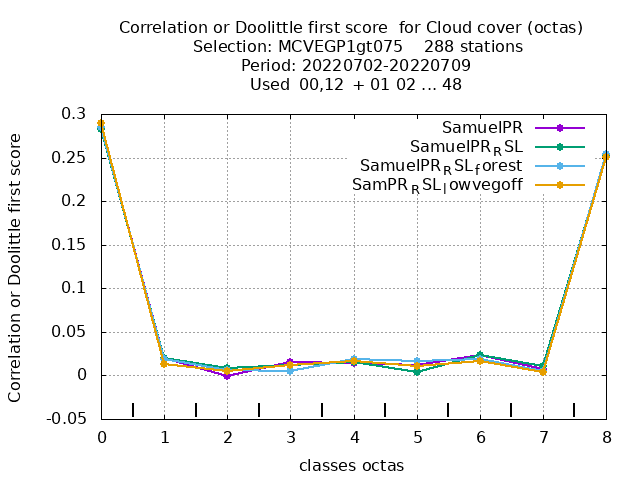 Correlation or Doolittle first score  for Cloud cover (octas)
Selection: MCVEGP1gt075    288 stations
Period: 20220702-20220709
Used  00,12  + 01 02 ... 48
SamuelPR
SamuelPR_RSL
SamuelPR_RSL_forest
SamPR_RSL_lowvegoff
Correlation or Doolittle first score
0.3
0.25
0.2
0.15
0.1
0.05
0
-0.05
0 1 2 3 4 5 6 7 8
classes octas